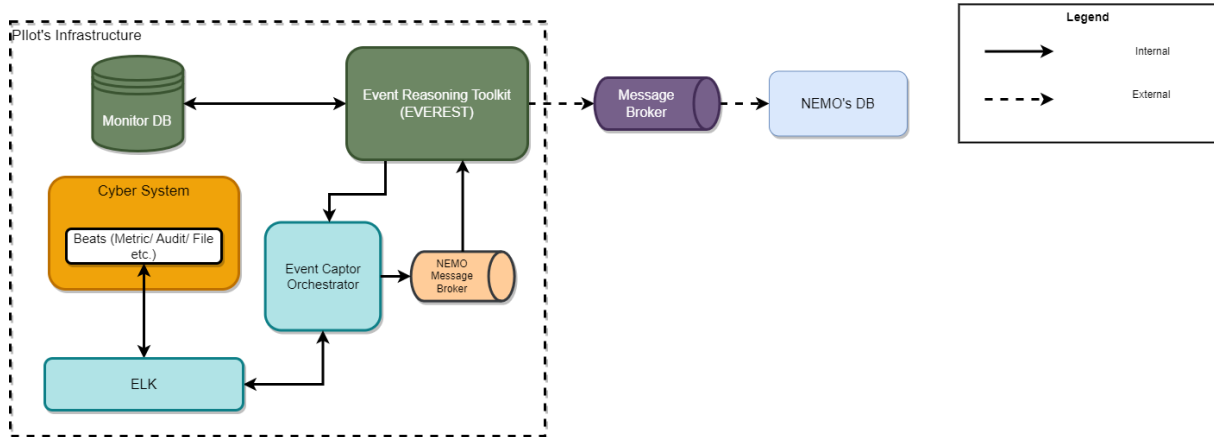 PIlot's Infrastructure
Monitor DB
Event Reasoning Toolkit
(EVEREST)
Message
Broker
NEMO's DB
Legend
Internal
External
Cyber System
Beats (Metric/ Audit/ File
etc.)
Event Captor
Orchestrator
NEMO
Message
Broker
ELK